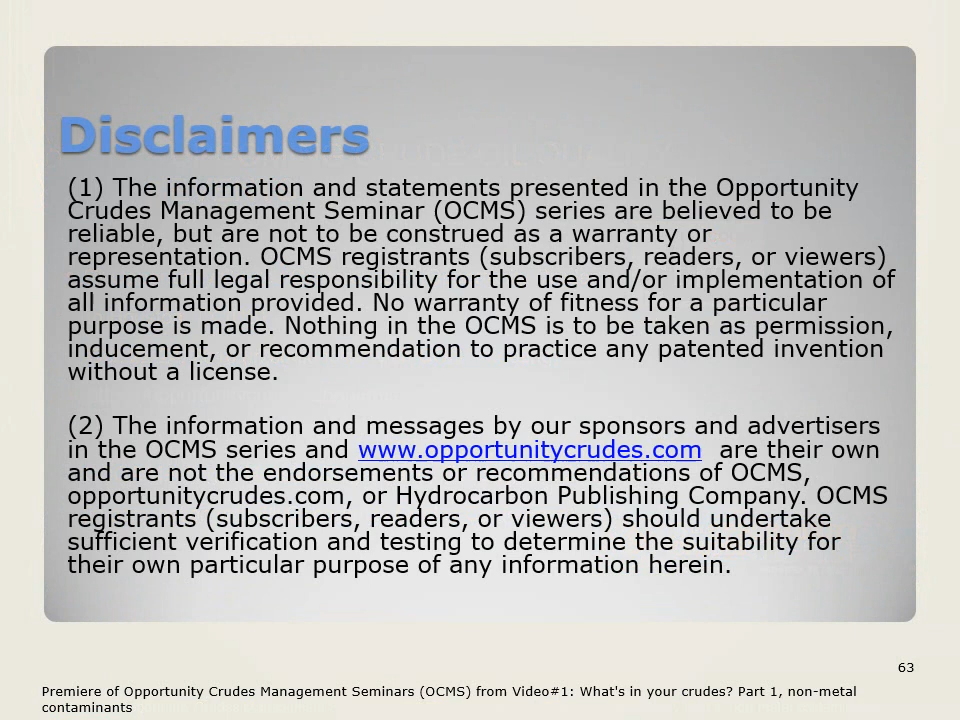 Disclaimers
(1) The information and statements presented in the Opportunity
Crudes Management Seminar (OCMS) series are believed to be
reliable, but are not to be construed as a warranty or
representation. OCMS registrants (subscribers, readers, or viewers)
assume full legal responsibility for the use and/or implementation of
all information provided. No warranty of fitness for a particular
purpose is made. Nothing in the OCMS is to be taken as permission,
inducement, or recommendation to practice any patented invention
without a license.
(2) The information and messages by our sponsors and advertisers
in the OCMS series and www.opportunitycrudes.com are their own
and are not the endorsements or recommendations of OCMS,
opportunitycrudes.com, or Hydrocarbon Publishing Company. OCMS
registrants (subscribers, readers, or viewers) should undertake
sufficient verification and testing to determine the suitability for
their own particular purpose of any information herein.
63
Premiere of Opportunity Crudes Management Seminars (OCMS) from Video#1: What's in your crudes? Part 1, non-metal
contaminants